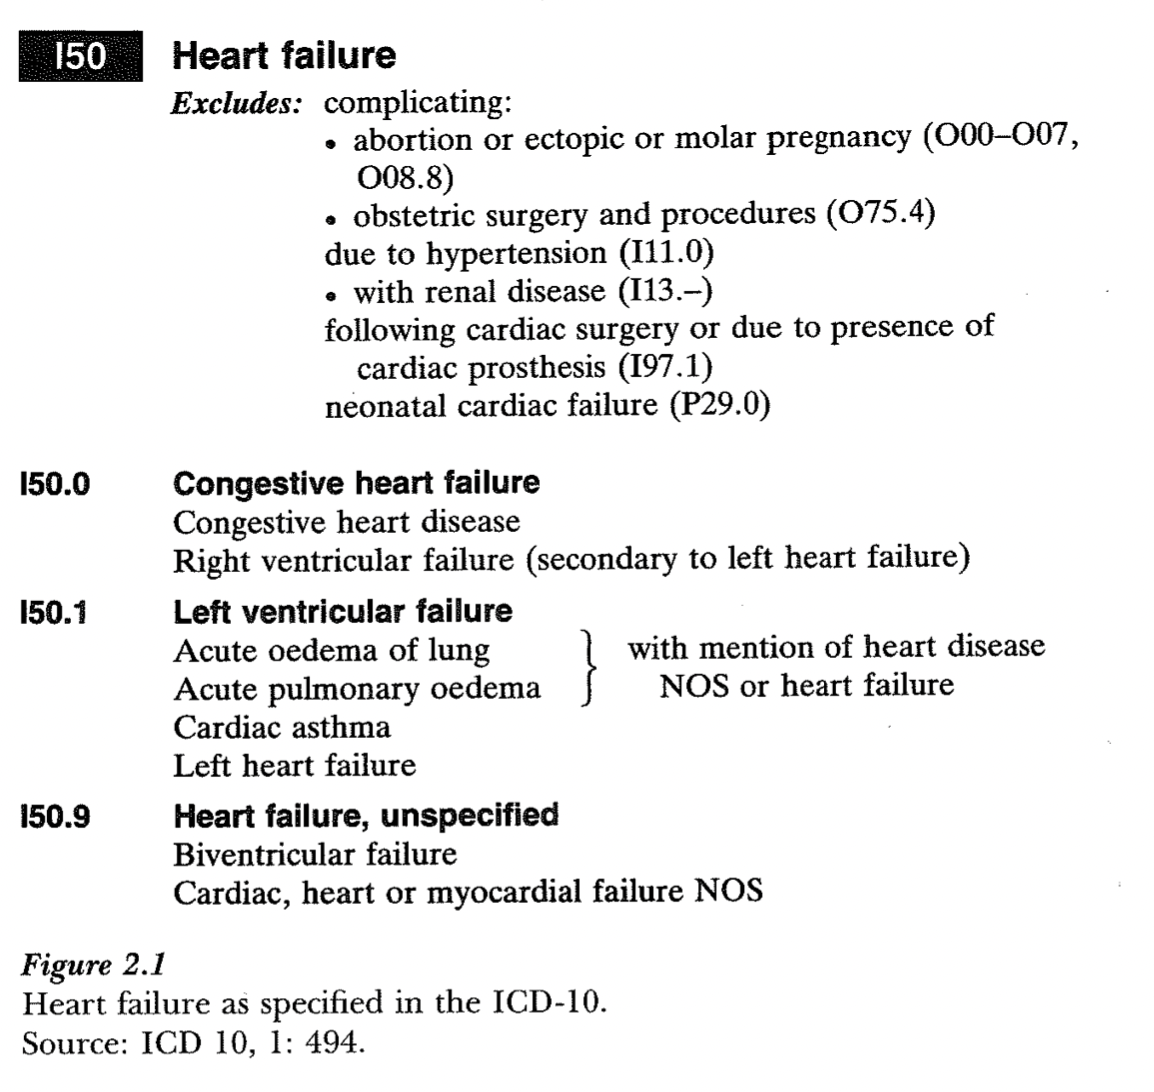 I50 Heart failure
Excludes: complicating:
• abortion or ectopic or molar pregnancy (O00–O07,
O08.8)
• obstetric surgery and procedures (O75.4)
due to hypertension (I11.0)
• with renal disease (I13.–)
following cardiac surgery or due to presence of
cardiac prosthesis (I97.1)
neonatal cardiac failure (P29.0)
I50.0 Congestive heart failure
Congestive heart disease
Right ventricular failure (secondary to left heart failure)
I50.1 Left ventricular failure
Acute oedema of lung } with mention of heart disease
Acute pulmonary oedema } NOS or heart failure
Cardiac asthma
Left heart failure
I50.9 Heart failure, unspecified
Biventricular failure
Cardiac, heart or myocardial failure NOS
Figure 2.1
Heart failure as specified in the ICD-10.
Source: ICD 10, 1: 494.